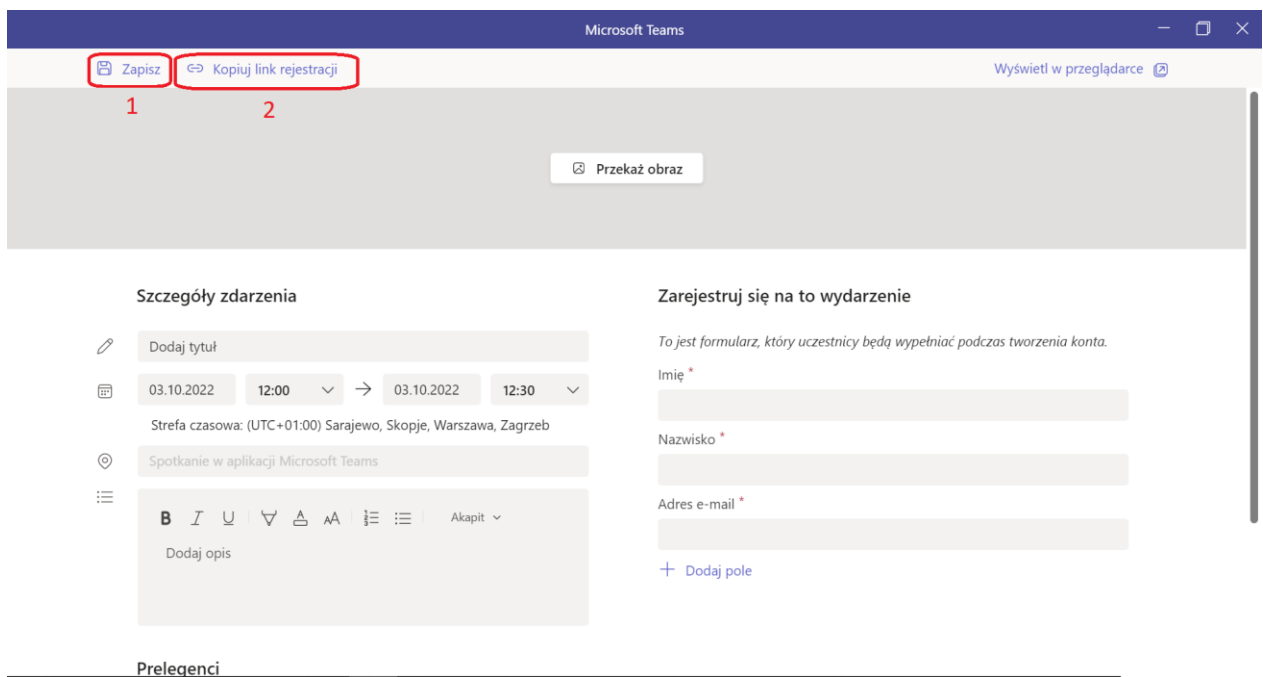 Microsoft Teams
Zapisz Kopiuj link rejestracji Wyświetl w przeglądarce
1 2
Przekaż obraz
Szczegóły zdarzenia
Dodaj tytuł
03.10.2022 12:00 → 03.10.2022 12:30
Strefa czasowa: (UTC+01:00) Sarajewo, Skopje, Warszawa, Zagrzeb
Spotkanie w aplikacji Microsoft Teams
B I U A AA Akapit
Dodaj opis
Prelegenci
Zarejestruj się na to wydarzenie
To jest formularz, który uczestnicy będą wypełniać podczas tworzenia konta.
Imię *
Nazwisko *
Adres e-mail *
+ Dodaj pole